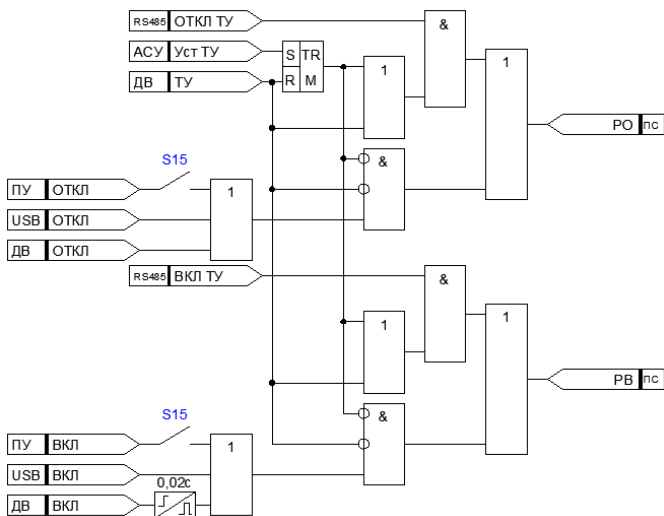 RS485 ОТКЛ ТУ
&
АСУ Уст ТУ
S TR
1
1
ДВ ТУ
R M
РО ПС
S15
&
ПУ ОТКЛ
1
USB ОТКЛ
ДВ ОТКЛ
RS485 ВКЛ ТУ
&
1
1
РВ ПС
S15
&
ПУ ВКЛ
1
USB ВКЛ
0,02с
ДВ ВКЛ